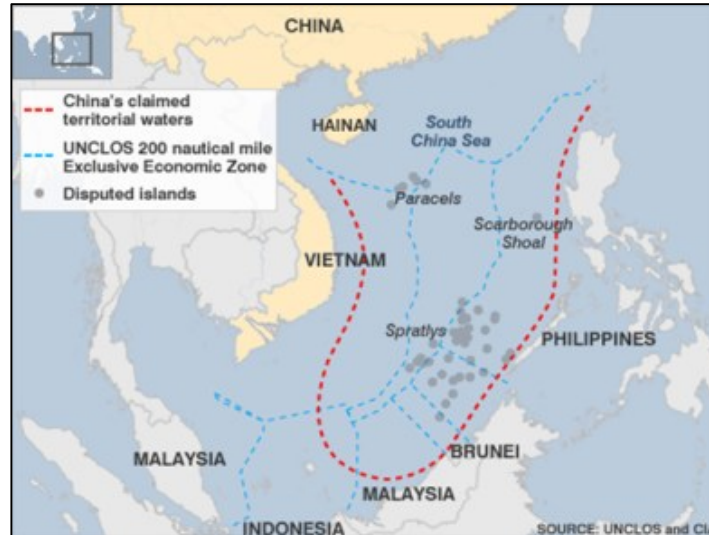 CHINA
China's claimed
territorial waters
UNCLOS 200 nautical mile
Exclusive Economic Zone
Disputed islands
HAINAN
South
China Sea
Paracels
Scarborough
Shoal
VIETNAM
Spratlys
PHILIPPINES
MALAYSIA
BRUNEI
MALAYSIA
INDONESIA
SOURCE: UNCLOS and CIA